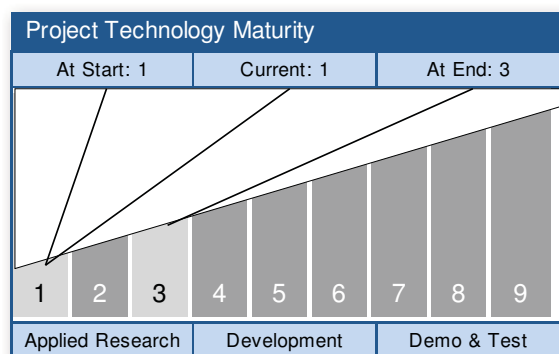 Project Technology Maturity
At Start: 1 Current: 1 At End: 3
1 2 3 4 5 6 7 8 9
Applied Research Development Demo & Test